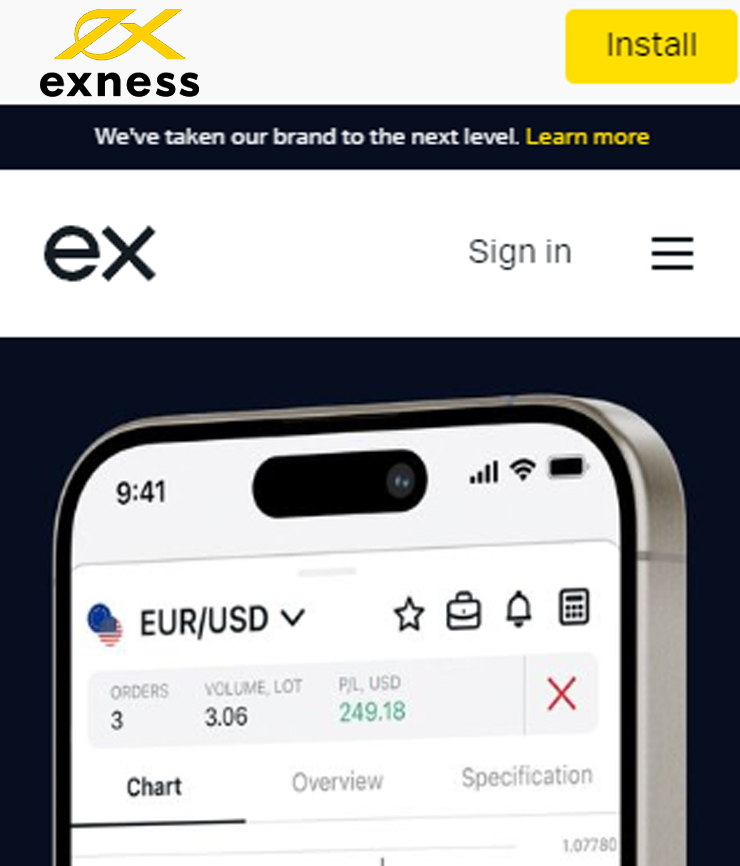 exness
Install
We've taken our brand to the next level. Learn more
ex
Sign in
9:41
EUR/USD
ORDERS VOLUME, LOT P/L, USD
3 3.06 249.18
Chart Overview Specification
1.07780